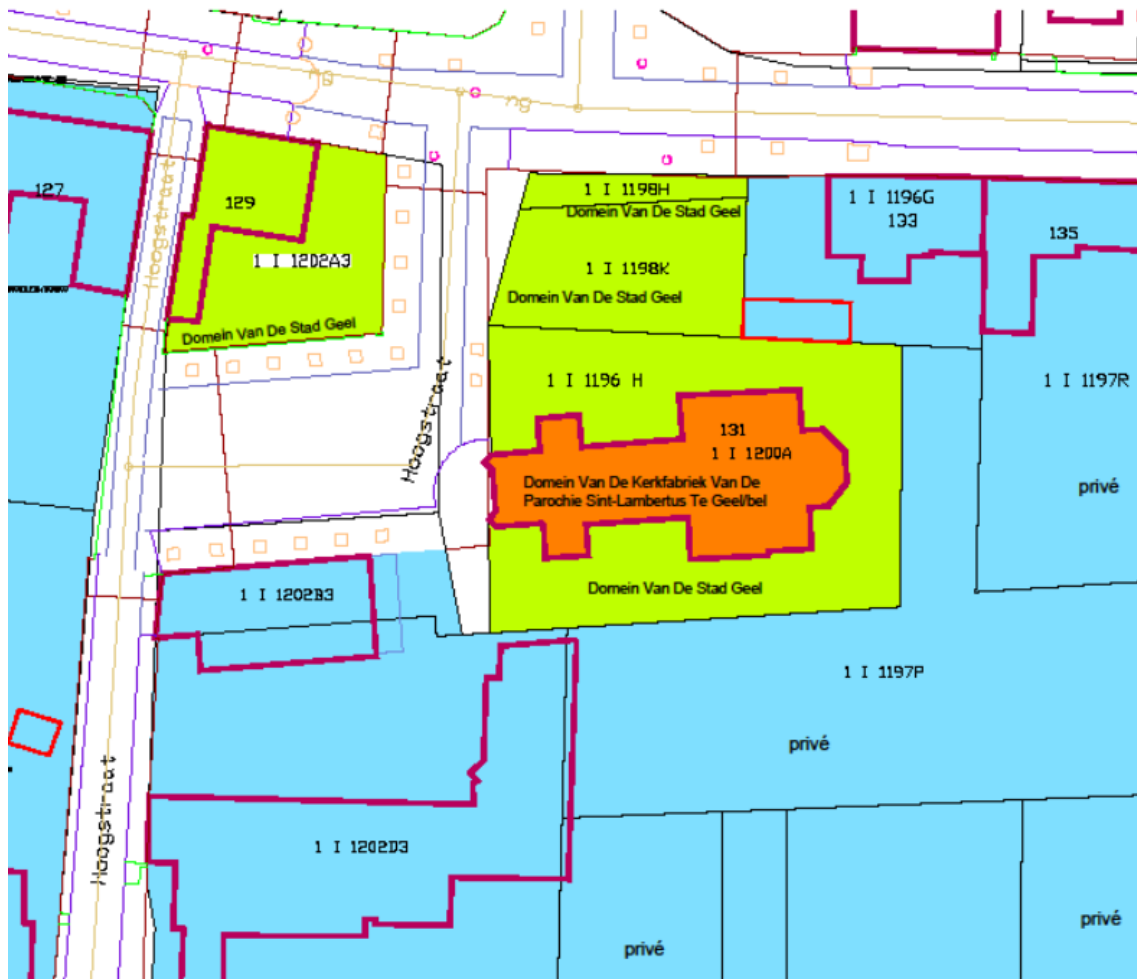 ng
ng
127
Hoogstraat
129
1 I 1202A3
Domein Van De Stad Geel
1 I 1198H
Domein Van De Stad Geel
1 I 1198K
Domein Van De Stad Geel
1 I 1196G
133
135
1 I 1196 H
131
1 I 1200A
Domein Van De Kerkfabriek Van De
Parochie Sint-Lambertus Te Geel/bel
Domein Van De Stad Geel
Hoogstraat
1 I 1197R
privé
1 I 1202B3
1 I 1197P
privé
Hoogstraat
1 I 1202D3
privé
privé